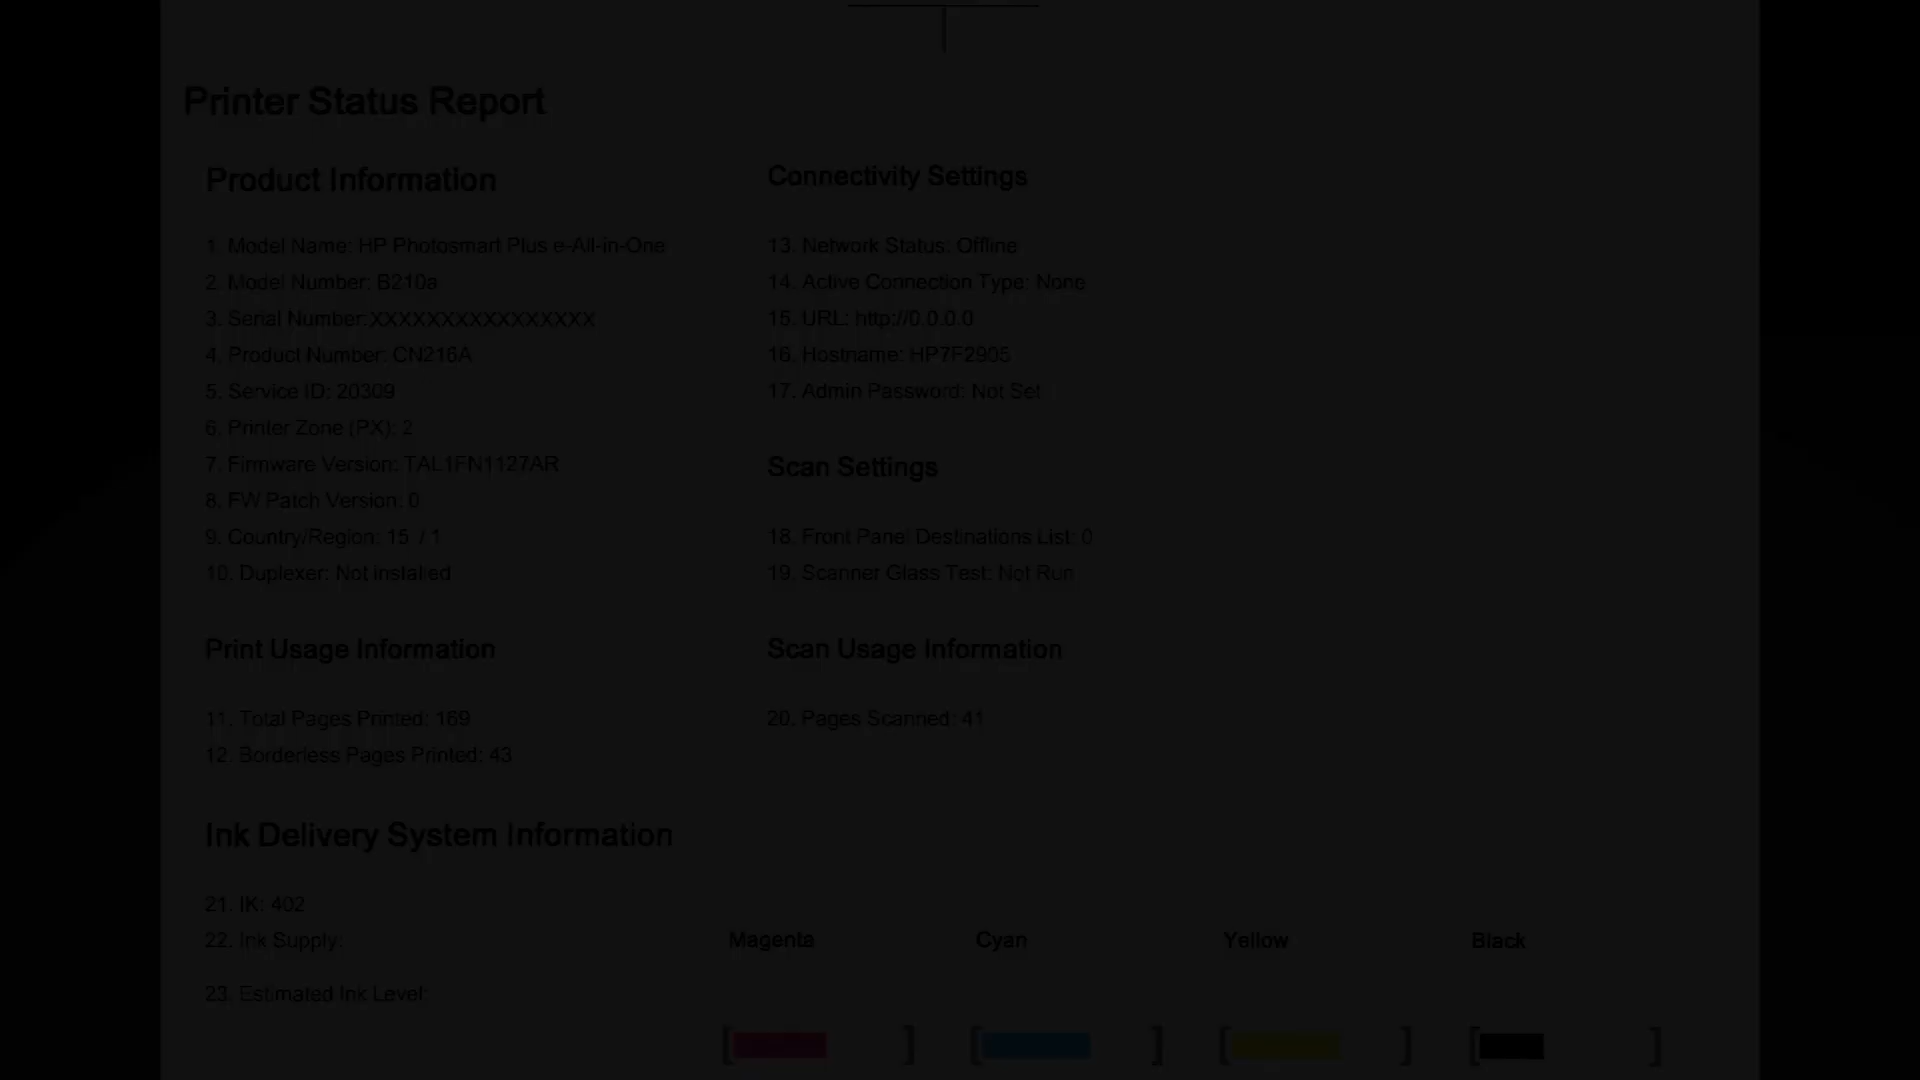 Printer Status Report
Product Information
1. Model Name: HP Photosmart Plus e-All-in-One
2. Model Number: B210a
3. Serial Number:XXXXXXXXXXXXXXXX
4. Product Number: CN216A
5. Service ID: 20309
6. Printer Zone (PX): 2
7. Firmware Version: TAL1FN1127AR
8. FW Patch Version: 0
9. Country/Region: 15 / 1
10. Duplexer: Not installed
Print Usage Information
11. Total Pages Printed: 169
12. Borderless Pages Printed: 43
Connectivity Settings
13. Network Status: Offline
14. Active Connection Type: None
15. URL: http://0.0.0.0
16. Hostname: HP7F2905
17. Admin Password: Not Set
Scan Settings
18. Front Panel Destinations List: 0
19. Scanner Glass Test: Not Run
Scan Usage Information
20. Pages Scanned: 41
Ink Delivery System Information
21. IK: 402
22. Ink Supply: Magenta Cyan Yellow Black
23. Estimated Ink Level: